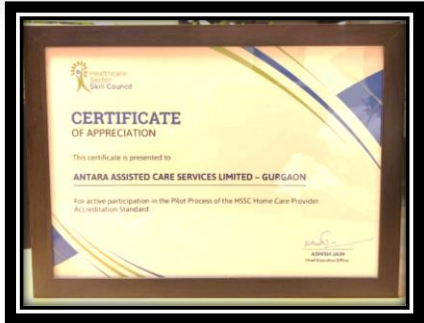 Healthcare
Sector
Skill Council
CERTIFICATE
OF APPRECIATION
This certificate is presented to
ANTARA ASSISTED CARE SERVICES LIMITED – GURGAON
For active participation in the Pilot Process of the HSSC Home Care Provider
Accreditation Standard
ASHISH JAIN
Chief Executive Officer